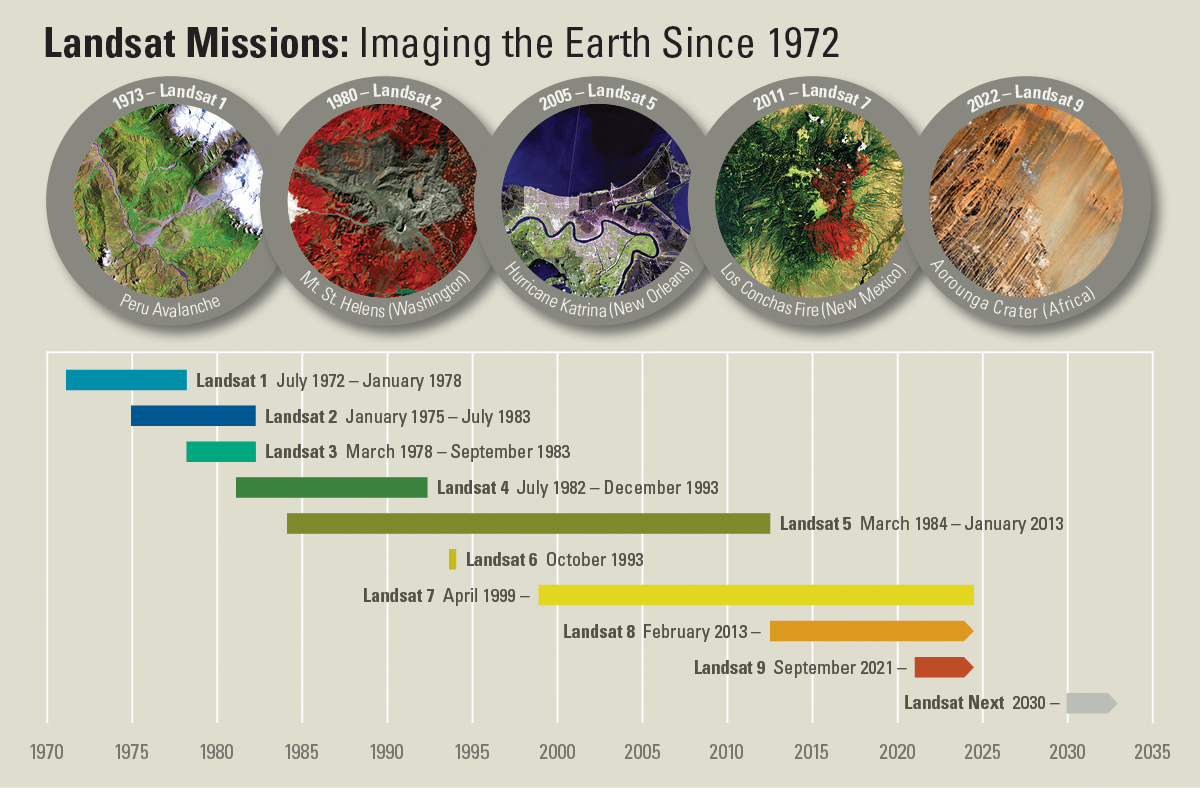 Landsat Missions: Imaging the Earth Since 1972
1973 – Landsat 1
Peru Avalanche
1980 – Landsat 2
Mt. St. Helens (Washington)
2005 – Landsat 5
Hurricane Katrina (New Orleans)
2011 – Landsat 7
Los Conchas Fire (New Mexico)
2022 – Landsat 9
Aorounga Crater (Africa)
Landsat 1 July 1972 – January 1978
Landsat 2 January 1975 – July 1983
Landsat 3 March 1978 – September 1983
Landsat 4 July 1982 – December 1993
Landsat 5 March 1984 – January 2013
Landsat 6 October 1993
Landsat 7 April 1999 –
Landsat 8 February 2013 –
Landsat 9 September 2021 –
Landsat Next 2030 –
1970 1975 1980 1985 1990 1995 2000 2005 2010 2015 2020 2025 2030 2035